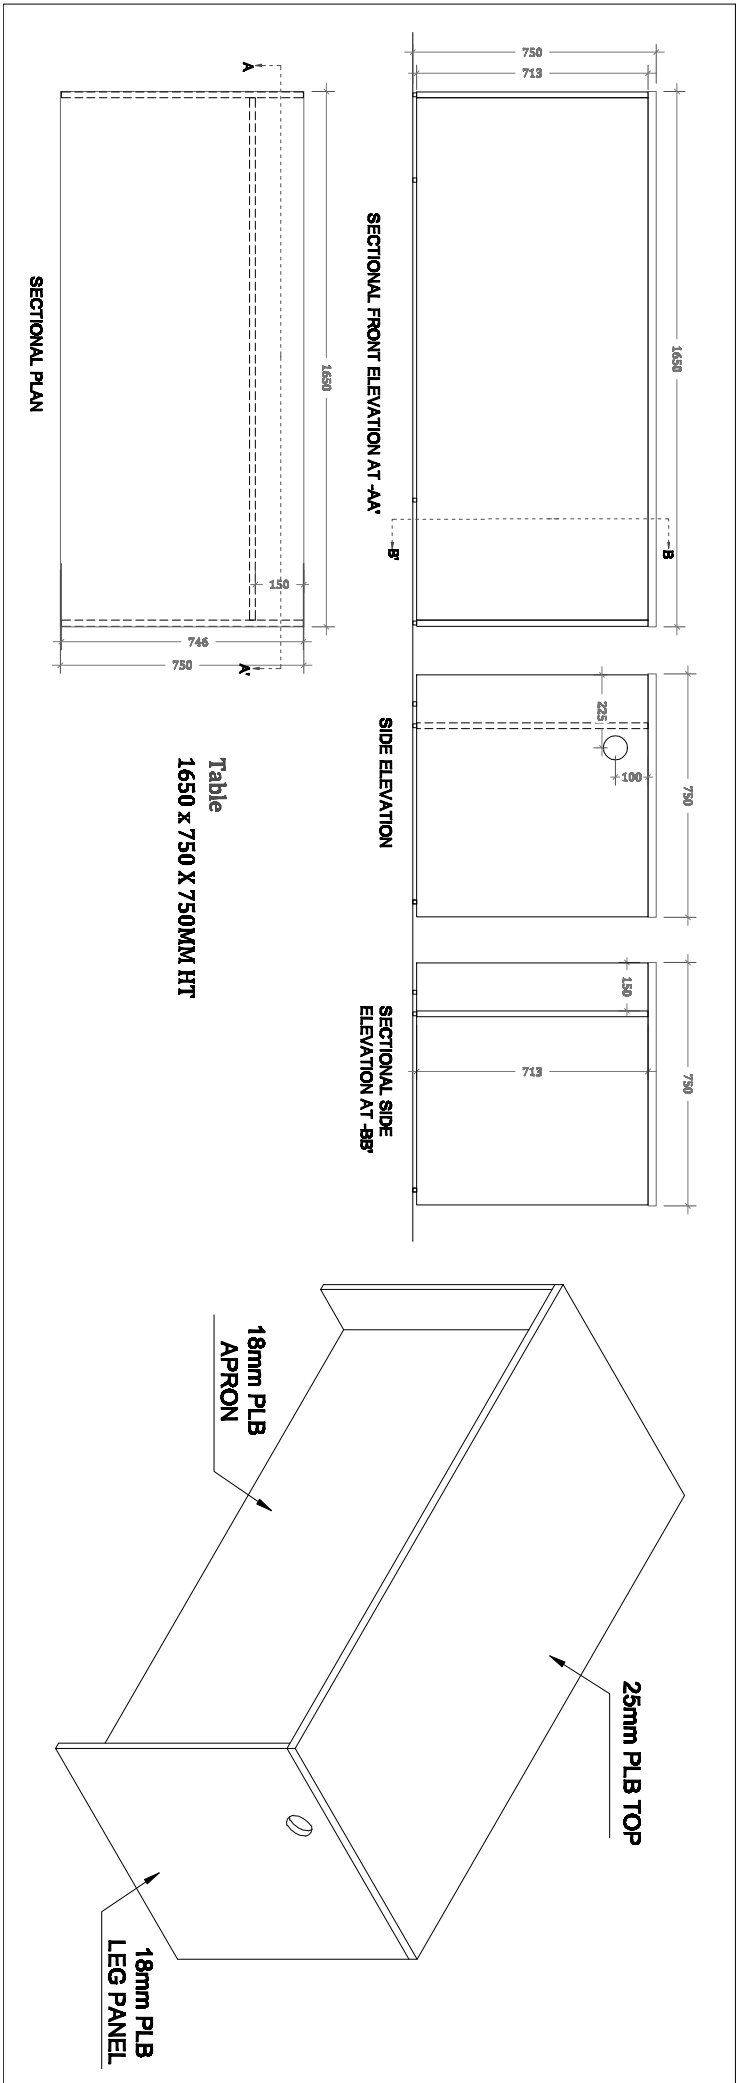 1650
750
713
B
B'
SECTIONAL FRONT ELEVATION AT -AA'
750
225
100
SIDE ELEVATION
750
150
713
SECTIONAL SIDE
ELEVATION AT -BB'
1650
A
A'
150
746
750
SECTIONAL PLAN
Table
1650 x 750 X 750MM HT
25mm PLB TOP
18mm PLB
APRON
18mm PLB
LEG PANEL